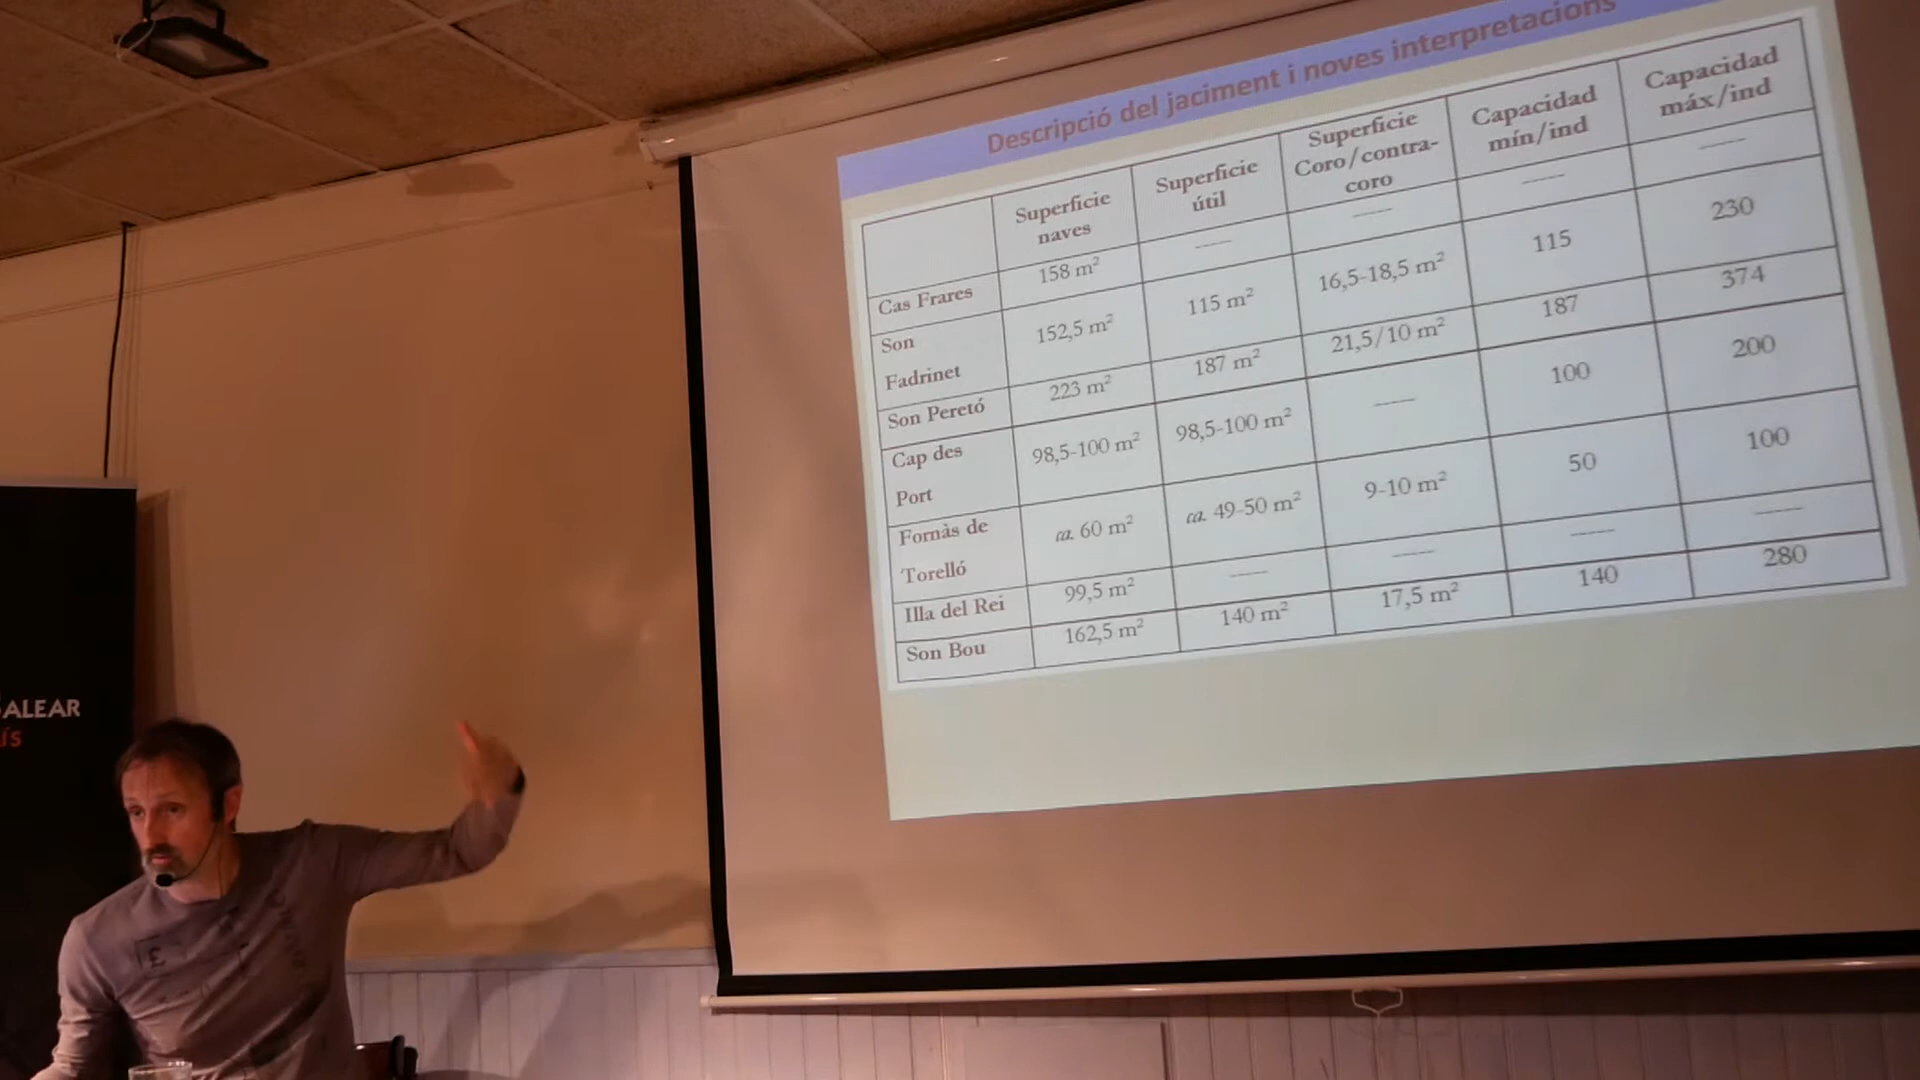 Descripció del jaciment i noves interpretacions
Superficie
naves
Superficie
útil
Superficie
Coro/contra-
coro
Capacidad
mín/ind
Capacidad
máx/ind
Cas Frares
158 m²
-----
-----
-----
-----
Son
Fadrinet
152,5 m²
115 m²
16,5-18,5 m²
115
230
Son Peretó
223 m²
187 m²
21,5/10 m²
187
374
Cap des
Port
98,5-100 m²
98,5-100 m²
-----
100
200
Fornàs de
Torelló
ca. 60 m²
ca. 49-50 m²
9-10 m²
50
100
Illa del Rei
99,5 m²
-----
-----
-----
-----
Son Bou
162,5 m²
140 m²
17,5 m²
140
280
ALEAR
ÍS
E